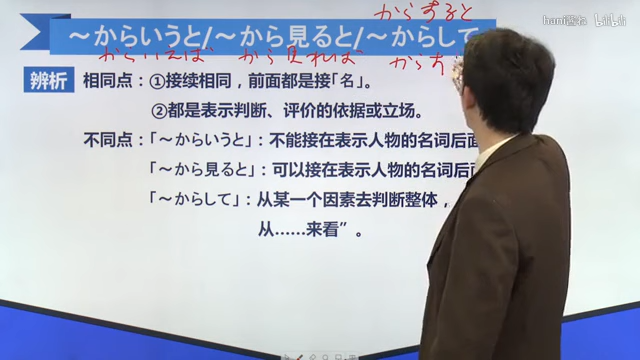 hani酱ね bilibili
からすると
～からいうと/～から見ると/～からして
からいえば から見れば からす
辨析
相同点：①接续相同，前面都是接「名」。
②都是表示判断、评价的依据或立场。
不同点：「～からいうと」：不能接在表示人物的名词后面
「～から見ると」：可以接在表示人物的名词后面
「～からして」：从某一个因素去判断整体，
从……来看”。